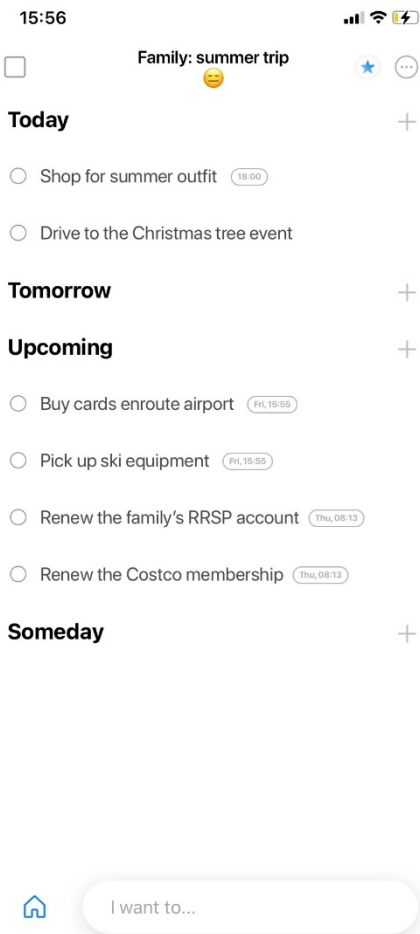 15:56
Family: summer trip
😑
Today
Shop for summer outfit 18:00
Drive to the Christmas tree event
Tomorrow
Upcoming
Buy cards enroute airport Fri, 15:55
Pick up ski equipment Fri, 15:55
Renew the family's RRSP account Thu, 08:13
Renew the Costco membership Thu, 08:13
Someday
I want to...